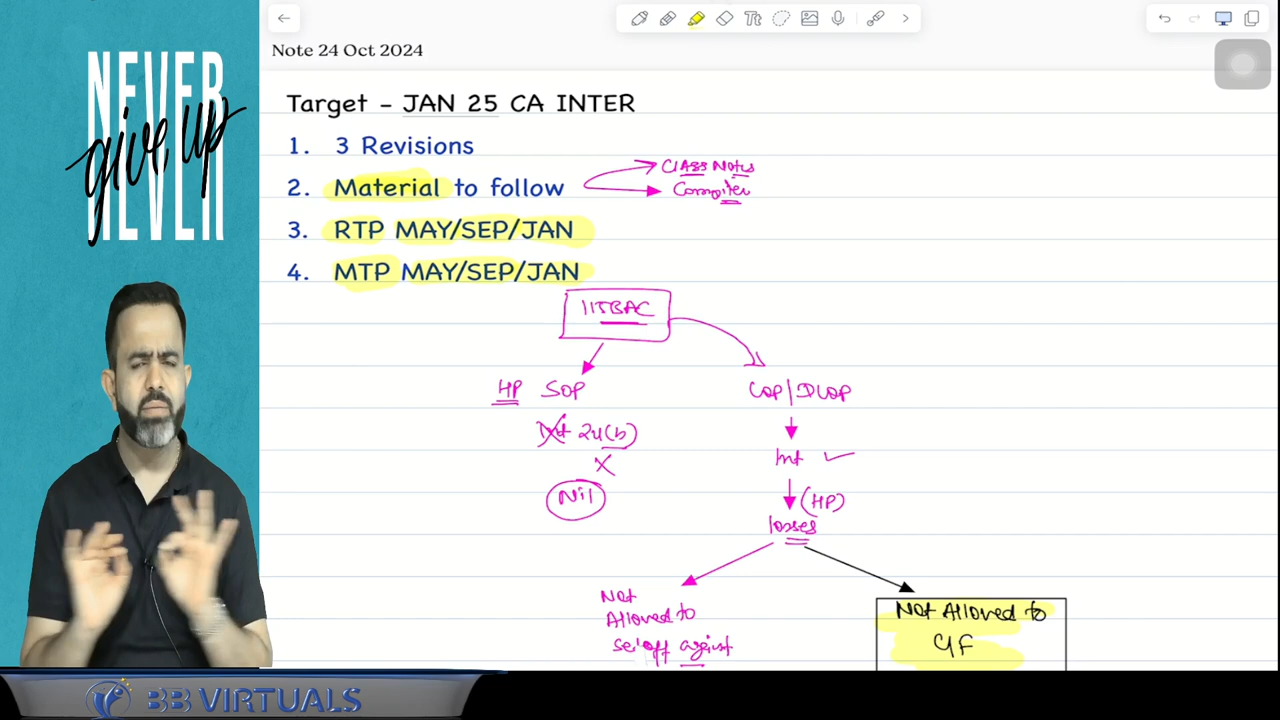 NEVER
give up
NEVER
Note 24 Oct 2024
Target - JAN 25 CA INTER
1. 3 Revisions
2. Material to follow
Class Notes
Compiler
3. RTP MAY/SEP/JAN
4. MTP MAY/SEP/JAN
115BAC
HP SOP
COP/DLOP
Int 24(b)
X
Nil
Int
(HP)
losses
Not
Allowed to
set off against
Not Allowed to
C/F
BB VIRTUALS